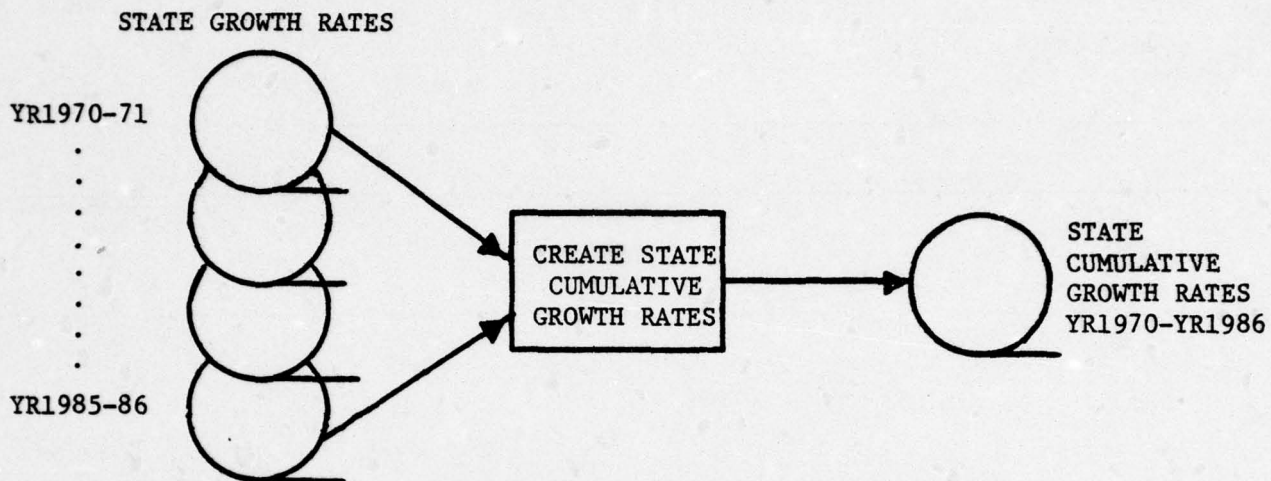 STATE GROWTH RATES
YR1970-71
YR1985-86
CREATE STATE
CUMULATIVE
GROWTH RATES
STATE
CUMULATIVE
GROWTH RATES
YR1970-YR1986